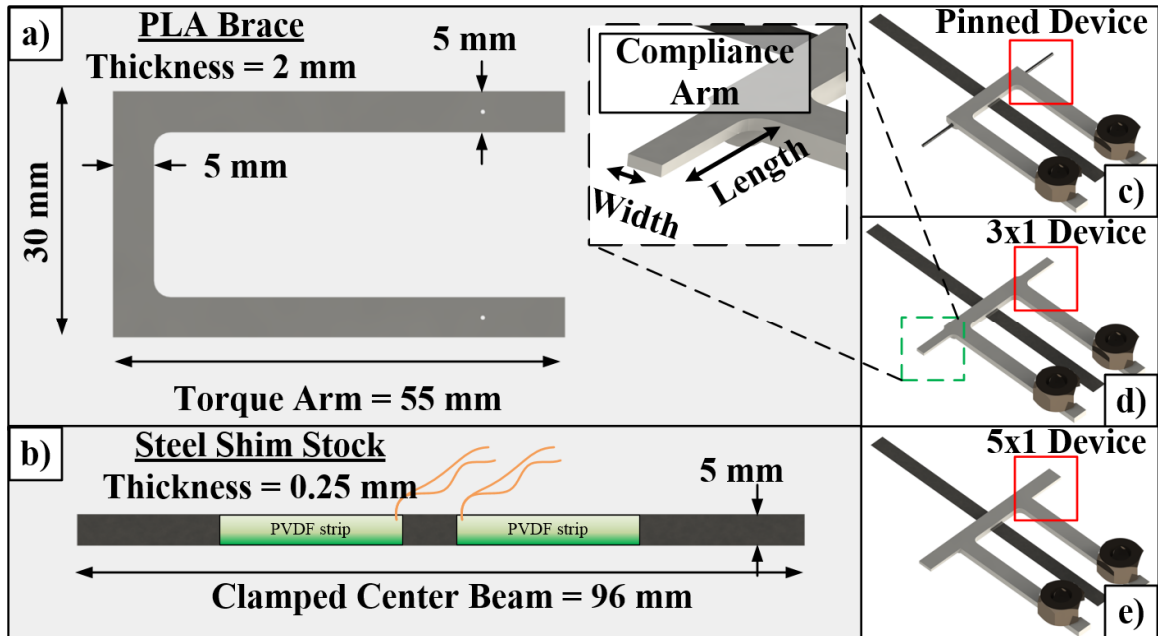 a)
PLA Brace
Thickness = 2 mm
5 mm
30 mm
5 mm
Torque Arm = 55 mm
Compliance
Arm
Length
Width
b)
Steel Shim Stock
Thickness = 0.25 mm
5 mm
PVDF strip
PVDF strip
Clamped Center Beam = 96 mm
Pinned Device
c)
3x1 Device
d)
5x1 Device
e)